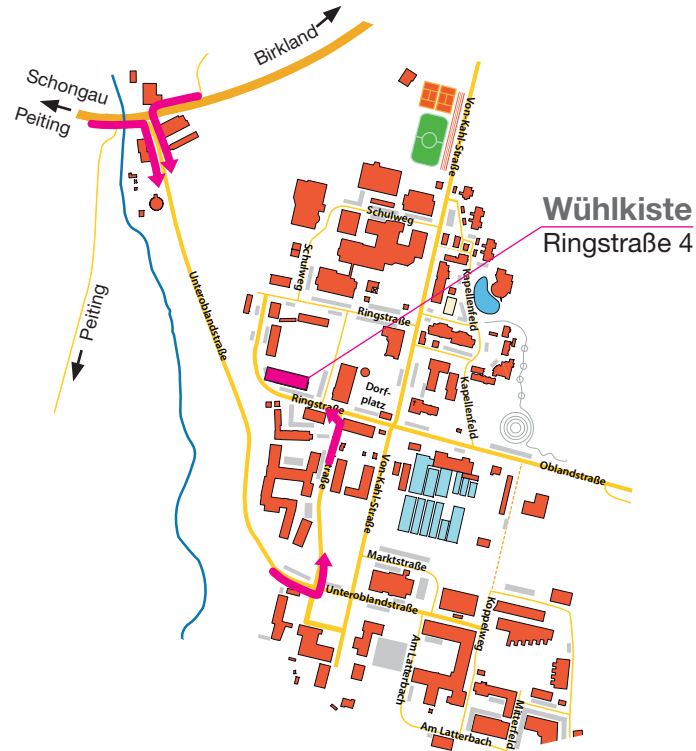 Birkland
Schongau
Peiting
Von-Kahl-Straße
Wühlkiste
Ringstraße 4
Schulweg
Schulweg
Kapellenfeld
Unteroblandstraße
Peiting
Ringstraße
Dorf-
platz
Kapellenfeld
Ringstraße
Oblandstraße
traße
Von-Kahl-Straße
Marktstraße
Unteroblandstraße
Koppelweg
Am Latterbach
Mitterfeld
Am Latterbach